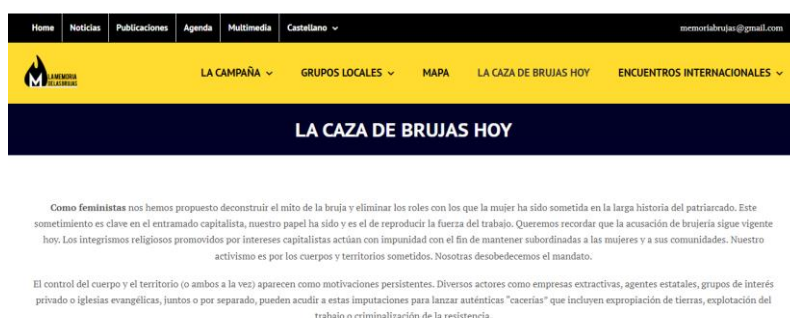 Home Noticias Publicaciones Agenda Multimedia Castellano memoriabrujas@gmail.com
LA MEMORIA
DE LAS BRUJAS
LA CAMPAÑA GRUPOS LOCALES MAPA LA CAZA DE BRUJAS HOY ENCUENTROS INTERNACIONALES
LA CAZA DE BRUJAS HOY
Como feministas nos hemos propuesto deconstruir el mito de la bruja y eliminar los roles con los que la mujer ha sido sometida en la larga historia del patriarcado. Este
sometimiento es clave en el entramado capitalista, nuestro papel ha sido y es el de reproducir la fuerza del trabajo. Queremos recordar que la acusación de brujería sigue vigente
hoy. Los integrismos religiosos promovidos por intereses capitalistas actúan con impunidad con el fin de mantener subordinadas a las mujeres y a sus comunidades. Nuestro
activismo es por los cuerpos y territorios sometidos. Nosotras desobedecemos el mandato.
El control del cuerpo y el territorio (o ambos a la vez) aparecen como motivaciones persistentes. Diversos actores como empresas extractivas, agentes estatales, grupos de interés
privado o iglesias evangélicas, juntos o por separado, pueden acudir a estas imputaciones para lanzar auténticas "cacerías" que incluyen expropiación de tierras, explotación del
trabajo o criminalización de la resistencia.